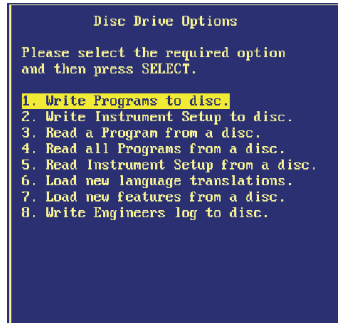 Disc Drive Options
Please select the required option
and then press SELECT.
1. Write Programs to disc.
2. Write Instrument Setup to disc.
3. Read a Program from a disc.
4. Read all Programs from a disc.
5. Read Instrument Setup from a disc.
6. Load new language translations.
7. Load new features from a disc.
8. Write Engineers log to disc.